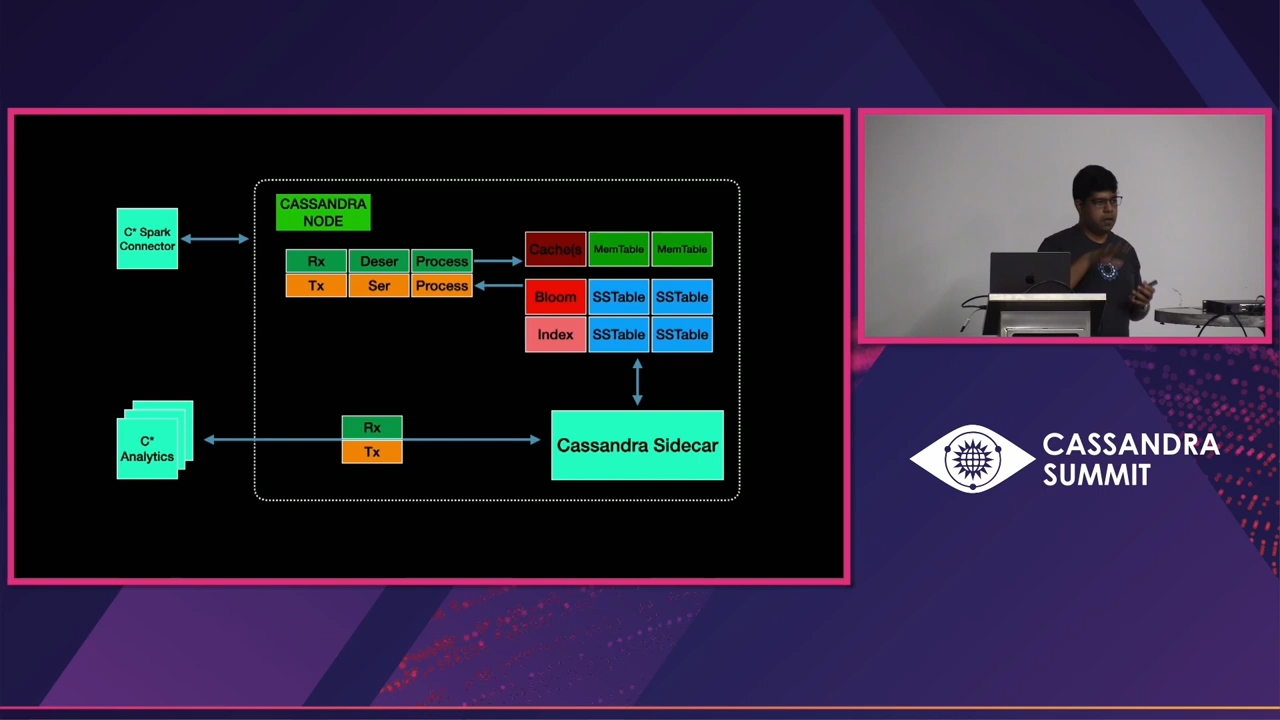 CASSANDRA
NODE
C* Spark
Connector
Rx
Deser
Process
Tx
Ser
Process
Cache(s
MemTable
MemTable
Bloom
SSTable
SSTable
Index
SSTable
SSTable
C*
Analytics
Rx
Tx
Cassandra Sidecar
CASSANDRA
SUMMIT